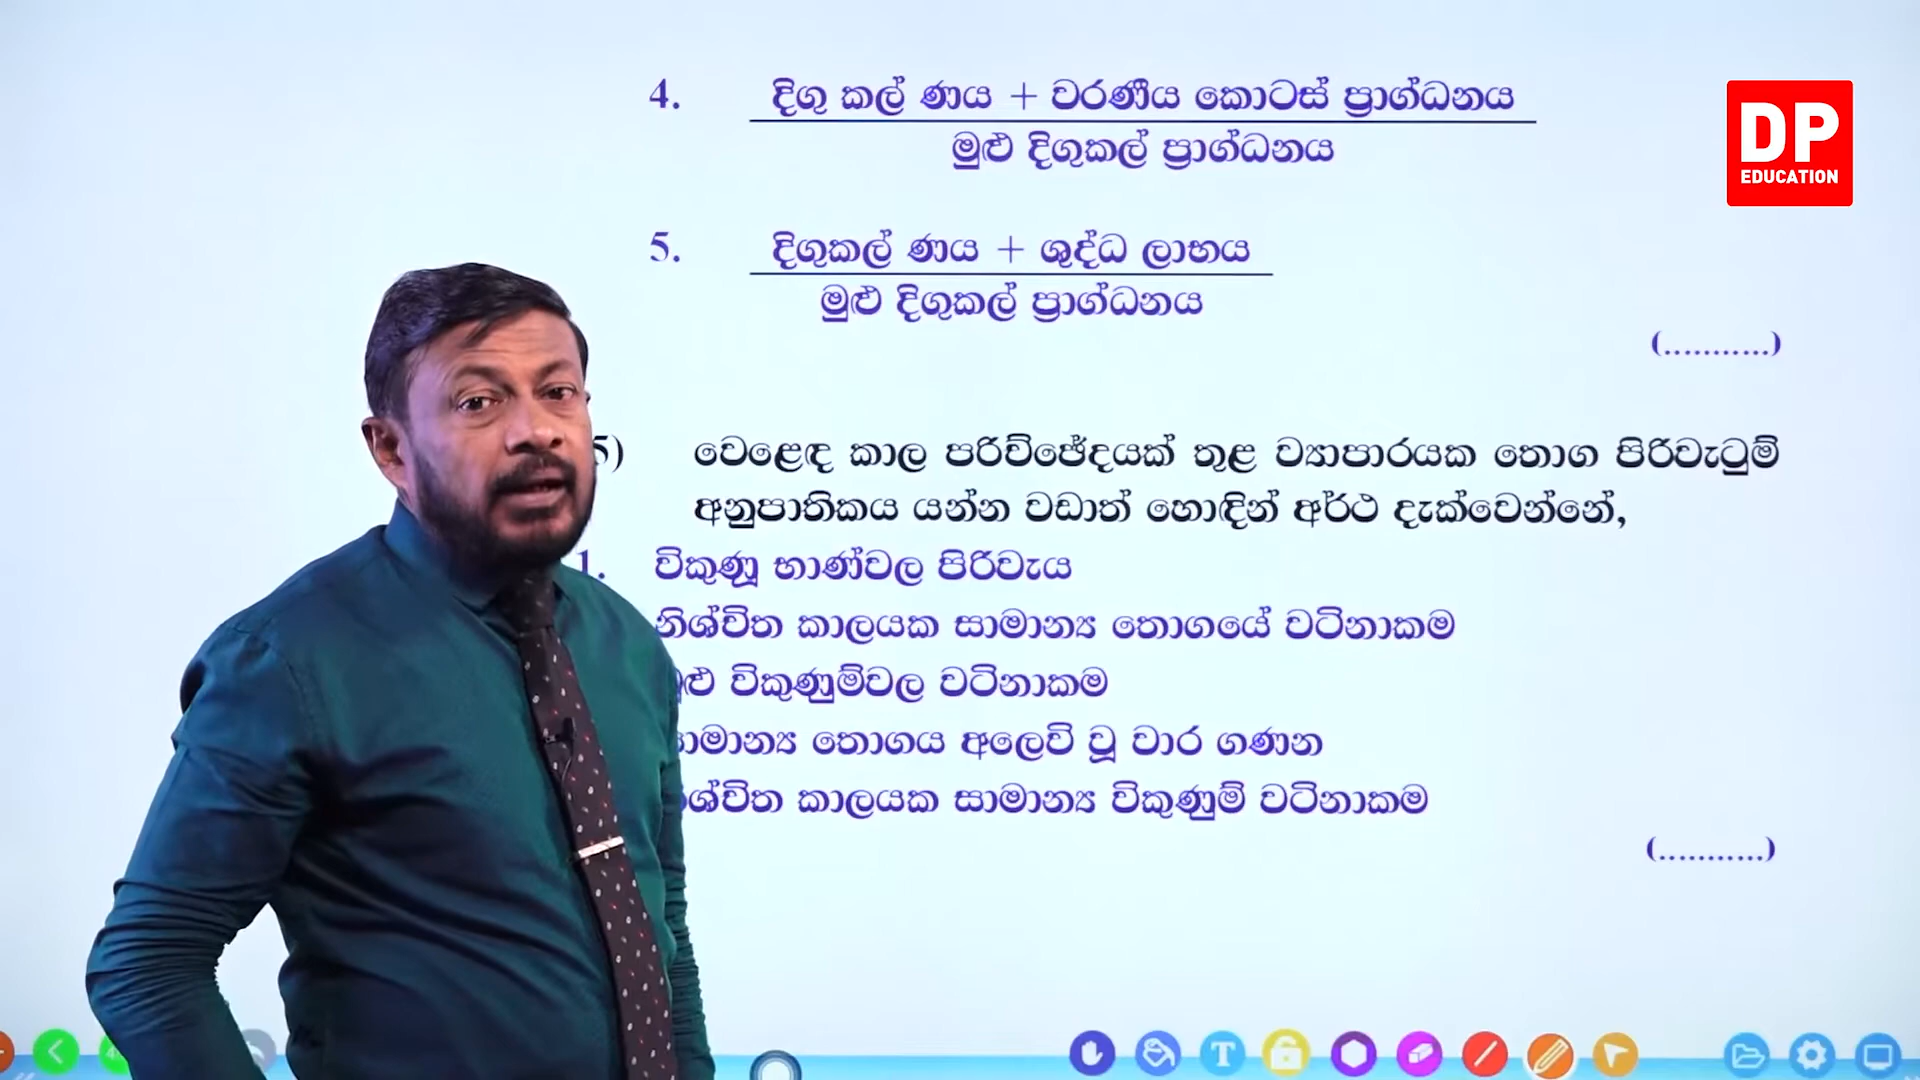 4. දිගු කල් ණය + වරණීය කොටස් ප්‍රාග්ධනය
මුළු දිගුකල් ප්‍රාග්ධනය
DP
EDUCATION
5. දිගුකල් ණය + ශුද්ධ ලාභය
මුළු දිගුකල් ප්‍රාග්ධනය
(............)
5) වෙළෙඳ කාල පරිච්ඡේදයක් තුළ ව්‍යාපාරයක තොග පිරිවැටුම්
අනුපාතිකය යන්න වඩාත් හොඳින් අර්ථ දැක්වෙන්නේ,
1. විකුණූ භාණ්වල පිරිවැය
නිශ්චිත කාලයක සාමාන්‍ය තොගයේ වටිනාකම
විකුණුම්වල වටිනාකම
තොගය අලෙවි වූ වාර ගණන
කාලයක සාමාන්‍ය විකුණුම් වටිනාකම
(............)